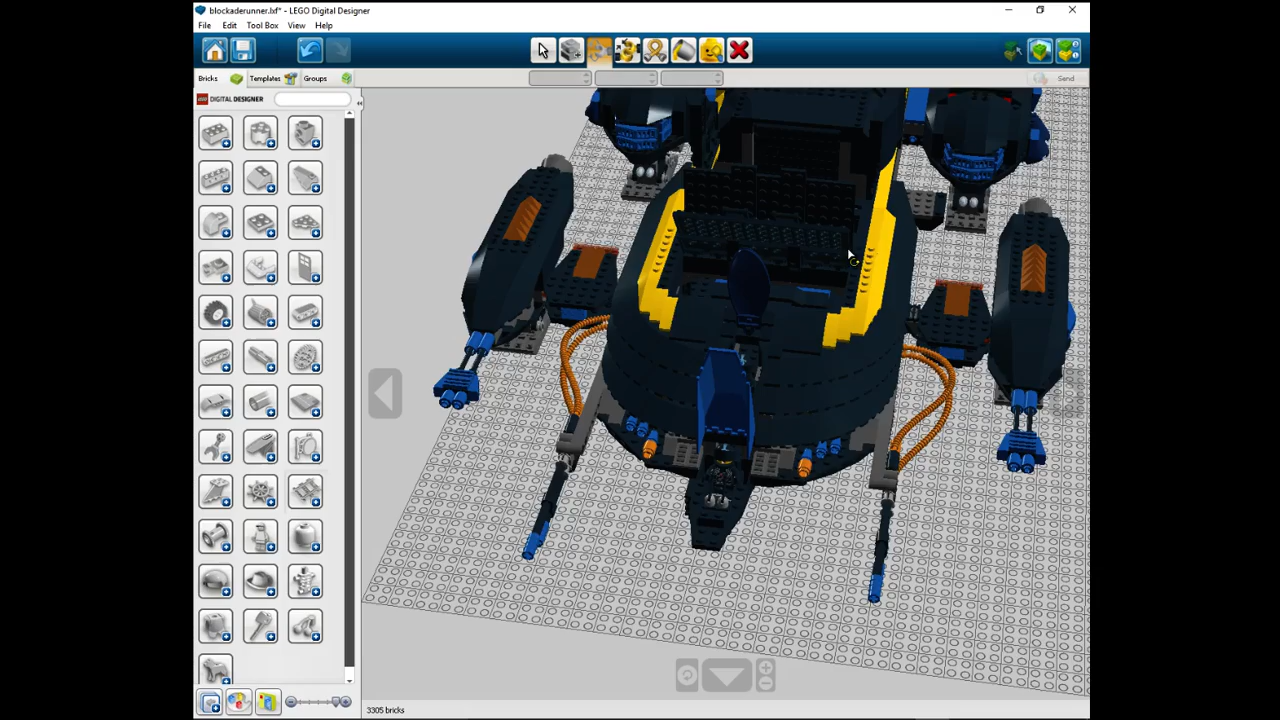 blockaderunner.lxf* - LEGO Digital Designer
File Edit Tool Box View Help
Bricks Templates Groups Send
LEGO DIGITAL DESIGNER
3305 bricks